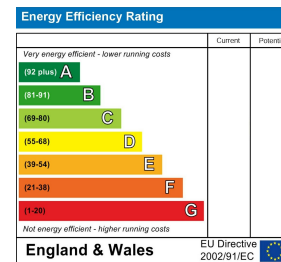 Energy Efficiency Rating
Current Potenti
Very energy efficient - lower running costs
(92 plus) A
(81-91) B
(69-80) C
(55-68) D
(39-54) E
(21-38) F
(1-20) G
Not energy efficient - higher running costs
England & Wales
EU Directive
2002/91/EC